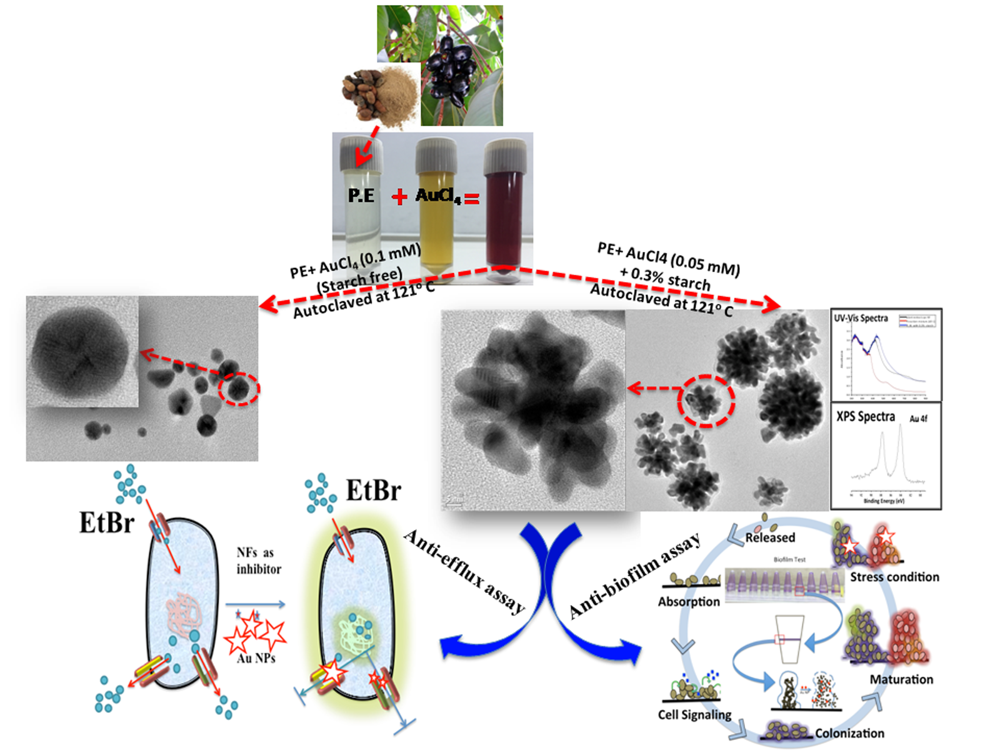 P.E + AuCl₄ =
PE+ AuCl₄ (0.1 mM)
(Starch free)
Autoclaved at 121° C
PE+ AuCl4 (0.05 mM)
+ 0.3% starch
Autoclaved at 121° C
UV-Vis Spectra
XPS Spectra
Au 4f
Binding Energy (eV)
EtBr
EtBr
NFs as
inhibitor
Au NPs
Anti-efflux assay
Anti-biofilm assay
Released
Biofilm Test
Stress condition
Absorption
Maturation
Cell Signaling
Colonization